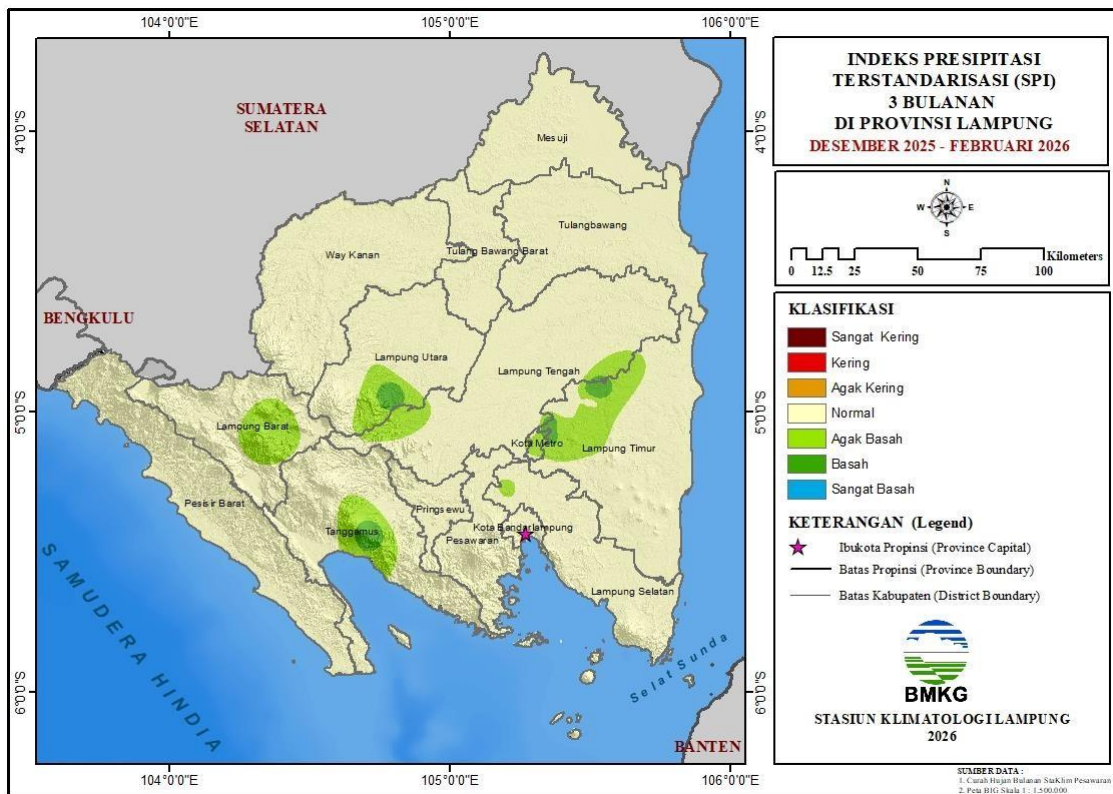 104°0'0"E
105°0'0"E
106°0'0"E
4°0'0"S
5°0'0"S
6°0'0"S
SUMATERA
SELATAN
BENGKULU
Mesuji
Tulangbawang
Tulang Bawang Barat
Way Kanan
Lampung Utara
Lampung Tengah
Lampung Barat
Kota Metro
Lampung Timur
Pesisir Barat
Tanggamus
Pringsewu
Kota Bandarlampung
Pesawaran
Lampung Selatan
SAMUDERA HINDIA
Selat Sunda
BANTEN
4°0'0"S
5°0'0"S
6°0'0"S
104°0'0"E
105°0'0"E
106°0'0"E
INDEKS PRESIPITASI
TERSTANDARISASI (SPI)
3 BULANAN
DI PROVINSI LAMPUNG
DESEMBER 2025 - FEBRUARI 2026
N
W E
S
Kilometers
0 12.5 25 50 75 100
KLASIFIKASI
Sangat Kering
Kering
Agak Kering
Normal
Agak Basah
Basah
Sangat Basah
KETERANGAN (Legend)
Ibukota Propinsi (Province Capital)
Batas Propinsi (Province Boundary)
Batas Kabupaten (District Boundary)
BMKG
STASIUN KLIMATOLOGI LAMPUNG
2026
SUMBER DATA :
1. Curah Hujan Bulanan StaKlim Pesawaran
2. Peta BIG Skala 1 : 1.500.000